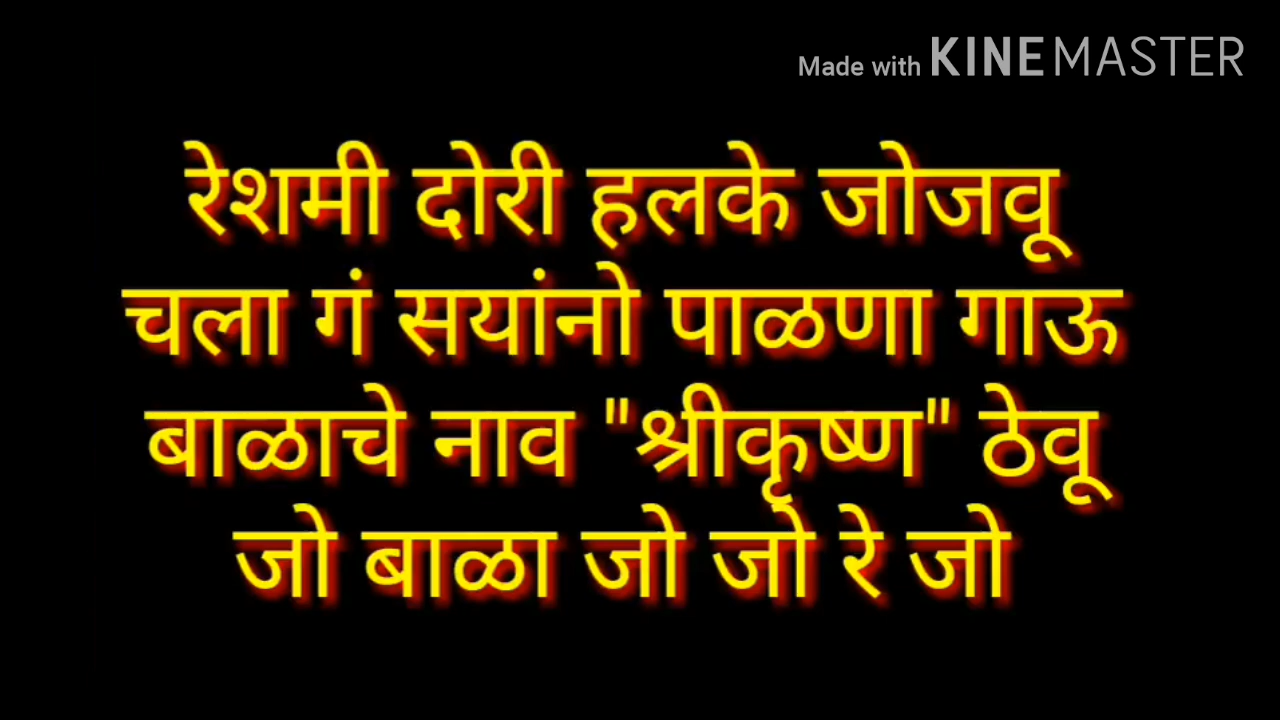 Made with KINEMASTER
रेशमी दोरी हलके जोजवू
चला गं सयांनो पाळणा गाऊ
बाळाचे नाव "श्रीकृष्ण" ठेवू
जो बाळा जो जो रे जो